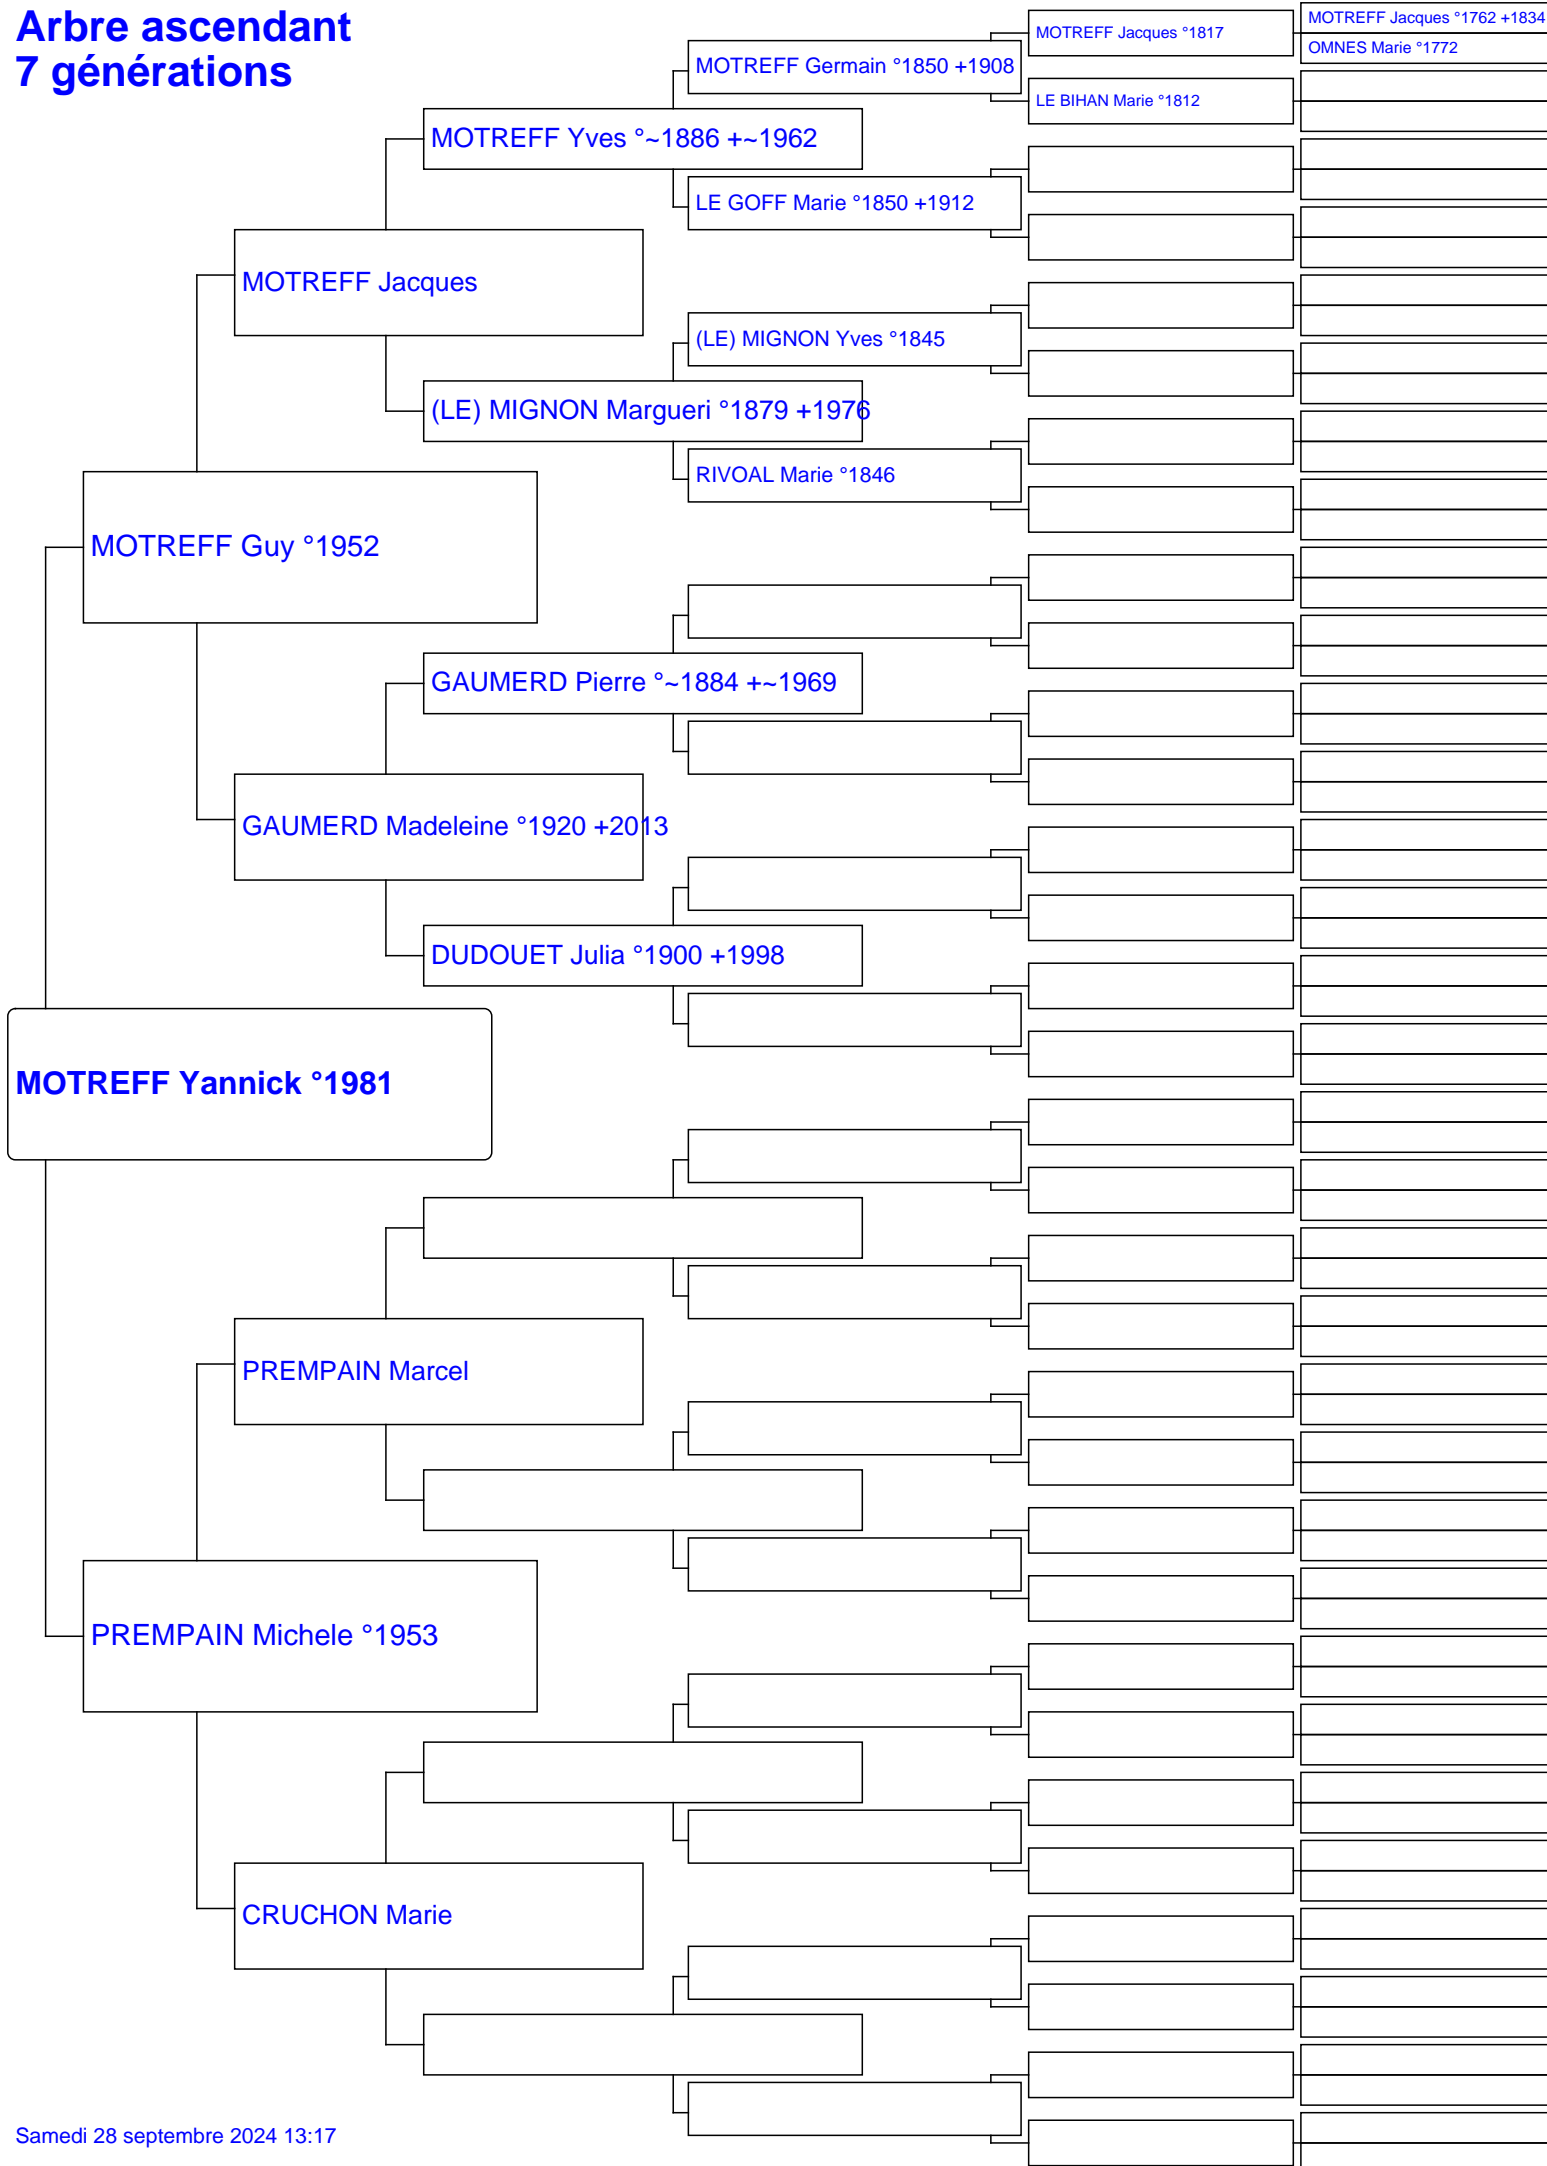 Arbre ascendant
7 générations
MOTREFF Jacques °1762 +1834
OMNES Marie °1772
MOTREFF Jacques °1817
LE BIHAN Marie °1812
MOTREFF Germain °1850 +1908
MOTREFF Yves °~1886 +~1962
LE GOFF Marie °1850 +1912
MOTREFF Jacques
(LE) MIGNON Yves °1845
(LE) MIGNON Margueri °1879 +1976
RIVOAL Marie °1846
MOTREFF Guy °1952
GAUMERD Pierre °~1884 +~1969
GAUMERD Madeleine °1920 +2013
DUDOUET Julia °1900 +1998
MOTREFF Yannick °1981
PREMPAIN Marcel
PREMPAIN Michele °1953
CRUCHON Marie
Samedi 28 septembre 2024 13:17